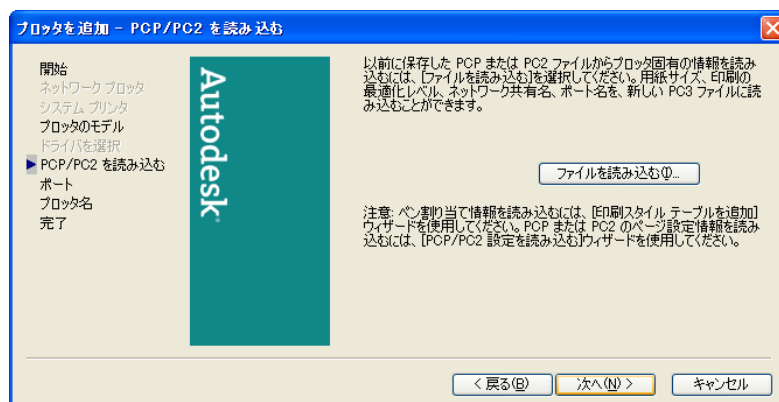 プロッタを追加 - PCP/PC2 を読み込む
開始
ネットワーク プロッタ
システム プリンタ
プロッタのモデル
ドライバを選択
PCP/PC2 を読み込む
ポート
プロッタ名
完了
Autodesk
以前に保存した PCP または PC2 ファイルからプロッタ固有の情報を読み
込むには、[ファイルを読み込む]を選択してください。用紙サイズ、印刷の
最適化レベル、ネットワーク共有名、ポート名を、新しい PC3 ファイルに読
み込むことができます。
ファイルを読み込む(I)...
注意: ペン割り当て情報を読み込むには、[印刷スタイル テーブルを追加]
ウィザードを使用してください。PCP または PC2 のページ設定情報を読み
込むには、[PCP/PC2 設定を読み込む]ウィザードを使用してください。
< 戻る(B)
次へ(N) >
キャンセル